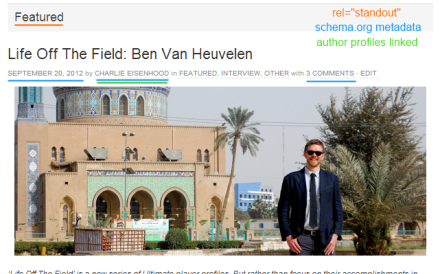 Featured
rel="standout"
schema.org metadata
author profiles linked
Life Off The Field: Ben Van Heuvelen
SEPTEMBER 20, 2012 by CHARLIE EISENHOOD in FEATURED, INTERVIEW, OTHER with 3 COMMENTS · EDIT
'Life Off The Field' is a new series of Ultimate player profiles. But rather than focus on their accomplishments in